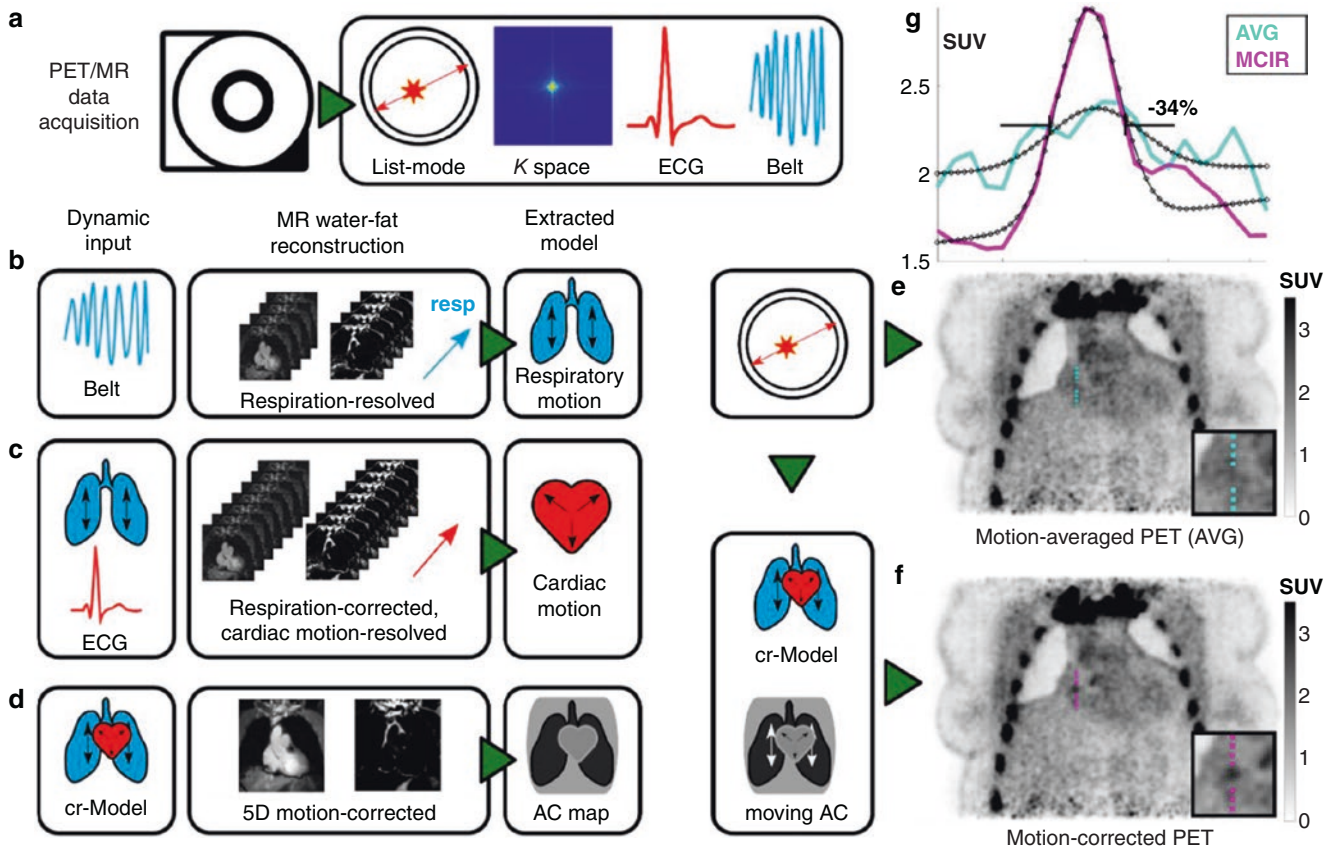 a
PET/MR
data
acquisition
List-mode
K space
ECG
Belt
g
SUV
AVG
MCIR
-34%
2.5
2
1.5
Dynamic
input
MR water-fat
reconstruction
Extracted
model
b
Belt
resp
Respiration-resolved
Respiratory
motion
c
ECG
Respiration-corrected,
cardiac motion-resolved
Cardiac
motion
d
cr-Model
5D motion-corrected
AC map
cr-Model
moving AC
e
SUV
3
2
1
0
Motion-averaged PET (AVG)
f
SUV
3
2
1
0
Motion-corrected PET